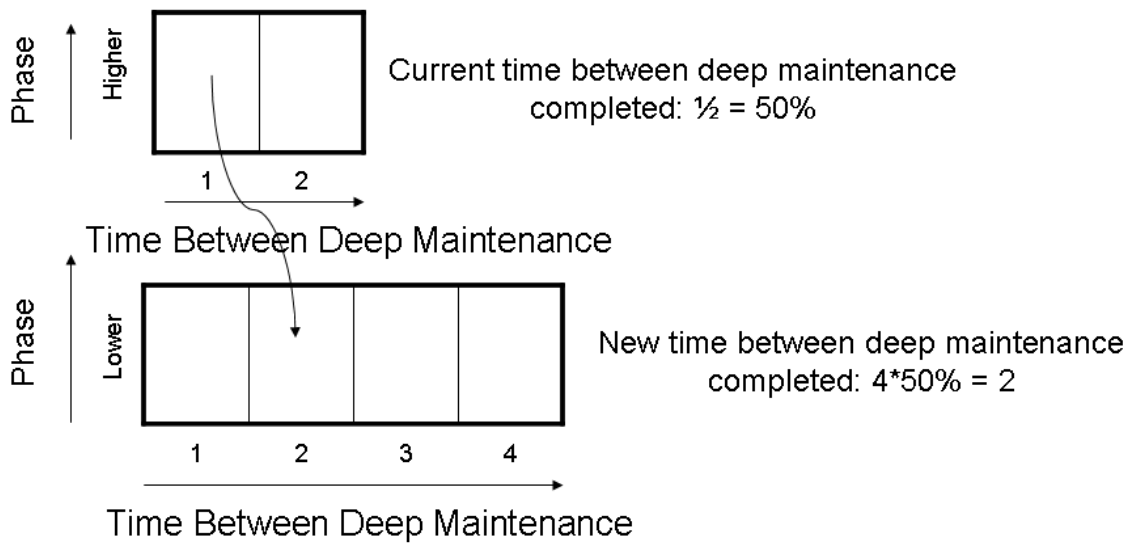 Phase
Higher
Current time between deep maintenance
completed: ½ = 50%
1 2
Time Between Deep Maintenance
Phase
Lower
New time between deep maintenance
completed: 4*50% = 2
1 2 3 4
Time Between Deep Maintenance